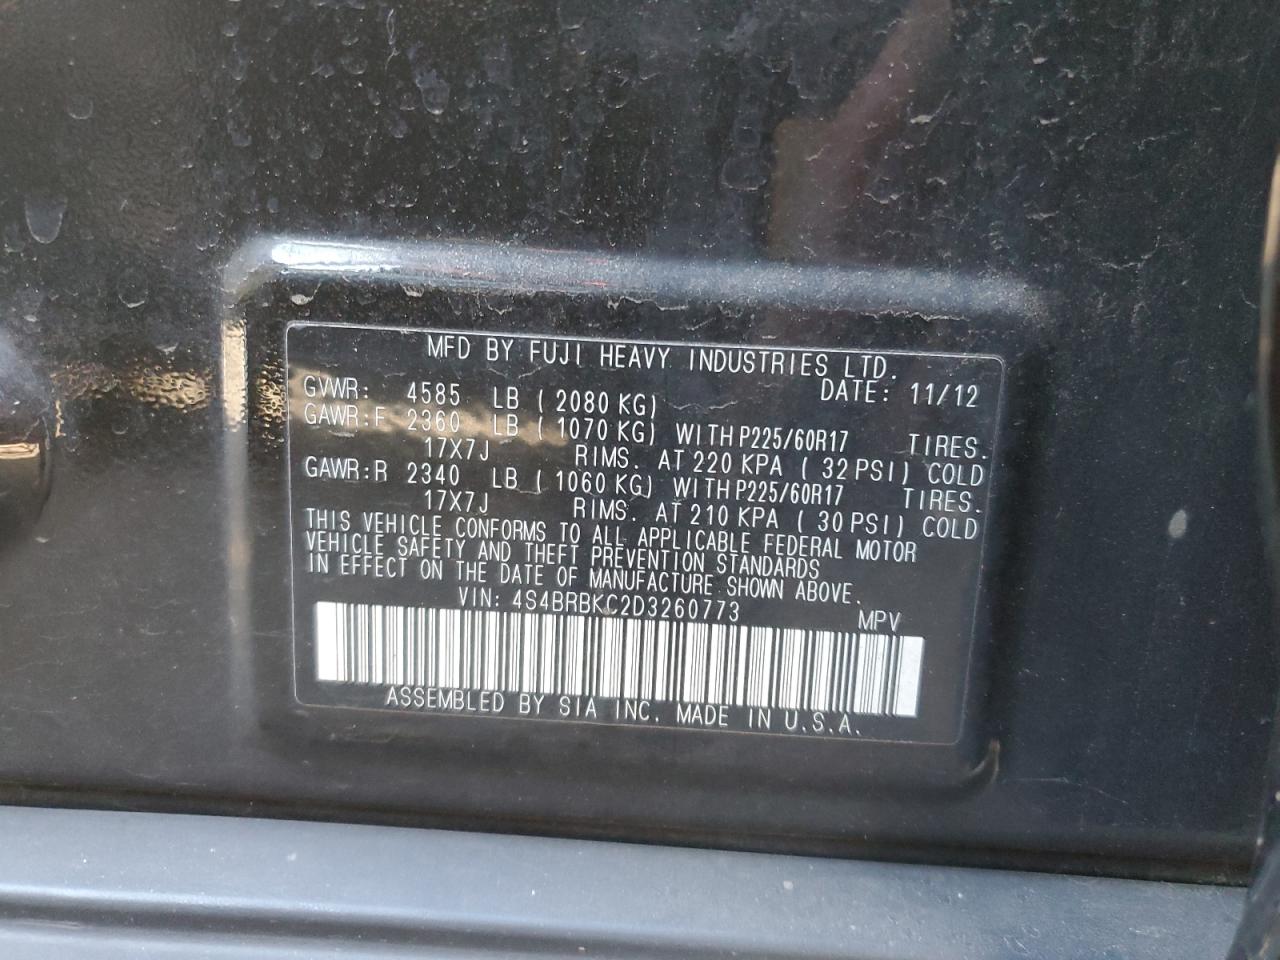 MFD BY FUJI HEAVY INDUSTRIES LTD.
DATE: 11/12
GVWR: 4585 LB ( 2080 KG)
GAWR:F 2360 LB ( 1070 KG) WITH P225/60R17 TIRES.
17X7J RIMS. AT 220 KPA ( 32 PSI) COLD
GAWR:R 2340 LB ( 1060 KG) WITH P225/60R17 TIRES.
17X7J RIMS. AT 210 KPA ( 30 PSI) COLD
THIS VEHICLE CONFORMS TO ALL APPLICABLE FEDERAL MOTOR
VEHICLE SAFETY AND THEFT PREVENTION STANDARDS
IN EFFECT ON THE DATE OF MANUFACTURE SHOWN ABOVE.
VIN: 4S4BRBKC2D3260773 MPV
ASSEMBLED BY SIA INC. MADE IN U.S.A.